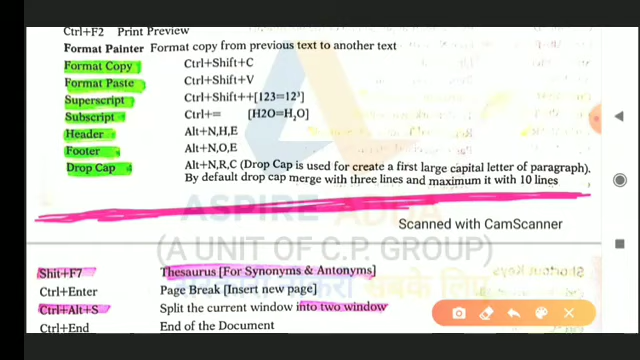 Ctrl+F2 Print Preview
Format Painter Format copy from previous text to another text
Format Copy Ctrl+Shift+C
Format Paste Ctrl+Shift+V
Superscript Ctrl+Shift++[123=12³]
Subscript Ctrl+= [H2O=H₂O]
Header Alt+N,H,E
Footer Alt+N,O,E
Drop Cap Alt+N,R,C (Drop Cap is used for create a first large capital letter of paragraph).
By default drop cap merge with three lines and maximum it with 10 lines
ASPIRE ADDA
Scanned with CamScanner
(A UNIT OF C.P. GROUP)
Shift+F7 Thesaurus [For Synonyms & Antonyms]
Ctrl+Enter Page Break [Insert new page]
सबके लिए
Ctrl+Alt+S Split the current window into two window
Ctrl+End End of the Document